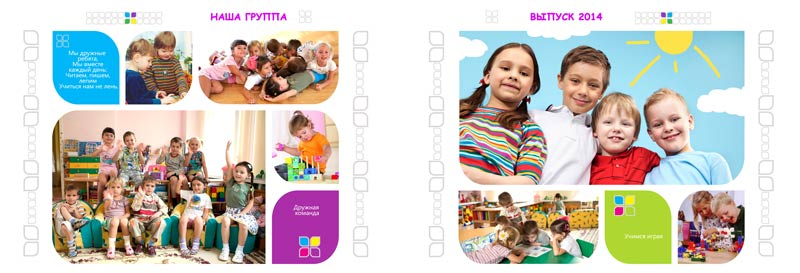 НАША ГРУППА
Мы дружные
ребята,
Мы вместе
каждый день:
Читаем, пишем,
лепим
Учиться нам не лень.
Дружная
команда
ВЫПУСК 2014
Учимся играя